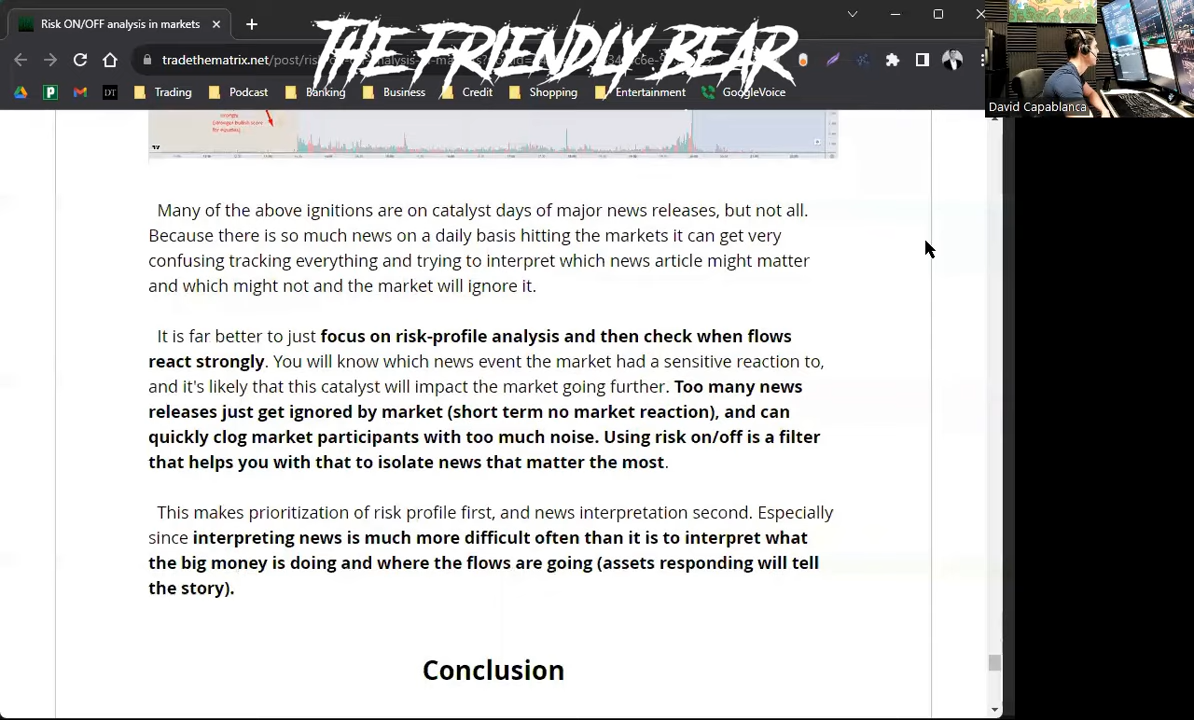 Risk ON/OFF analysis in markets
THE FRIENDLY BEAR
tradethematrix.net/post/
Trading
Podcast
Banking
Business
Credit
Shopping
Entertainment
GoogleVoice
David Capablanca
Many of the above ignitions are on catalyst days of major news releases, but not all.
Because there is so much news on a daily basis hitting the markets it can get very
confusing tracking everything and trying to interpret which news article might matter
and which might not and the market will ignore it.
It is far better to just focus on risk-profile analysis and then check when flows
react strongly. You will know which news event the market had a sensitive reaction to,
and it's likely that this catalyst will impact the market going further. Too many news
releases just get ignored by market (short term no market reaction), and can
quickly clog market participants with too much noise. Using risk on/off is a filter
that helps you with that to isolate news that matter the most.
This makes prioritization of risk profile first, and news interpretation second. Especially
since interpreting news is much more difficult often than it is to interpret what
the big money is doing and where the flows are going (assets responding will tell
the story).
Conclusion